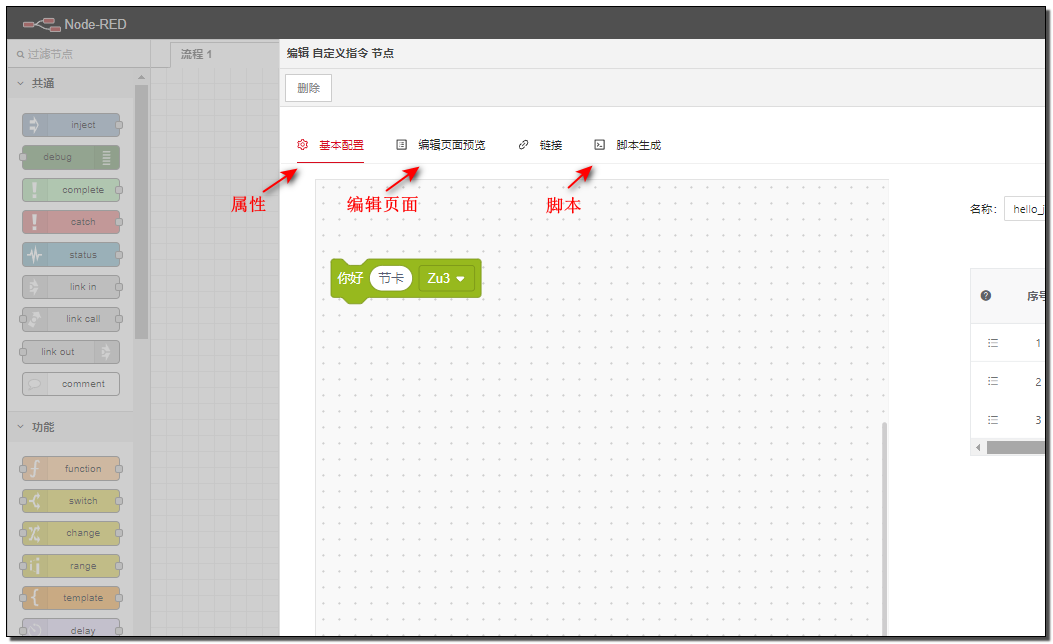 Node-RED
过滤节点
流程 1
编辑 自定义指令 节点
删除
共通
inject
debug
complete
catch
status
link in
link call
link out
comment
功能
function
switch
change
range
template
delay
基本配置
编辑页面预览
链接
脚本生成
属性
编辑页面
脚本
你好 节卡 Zu3
名称:
hello_j
序号
1
2
3